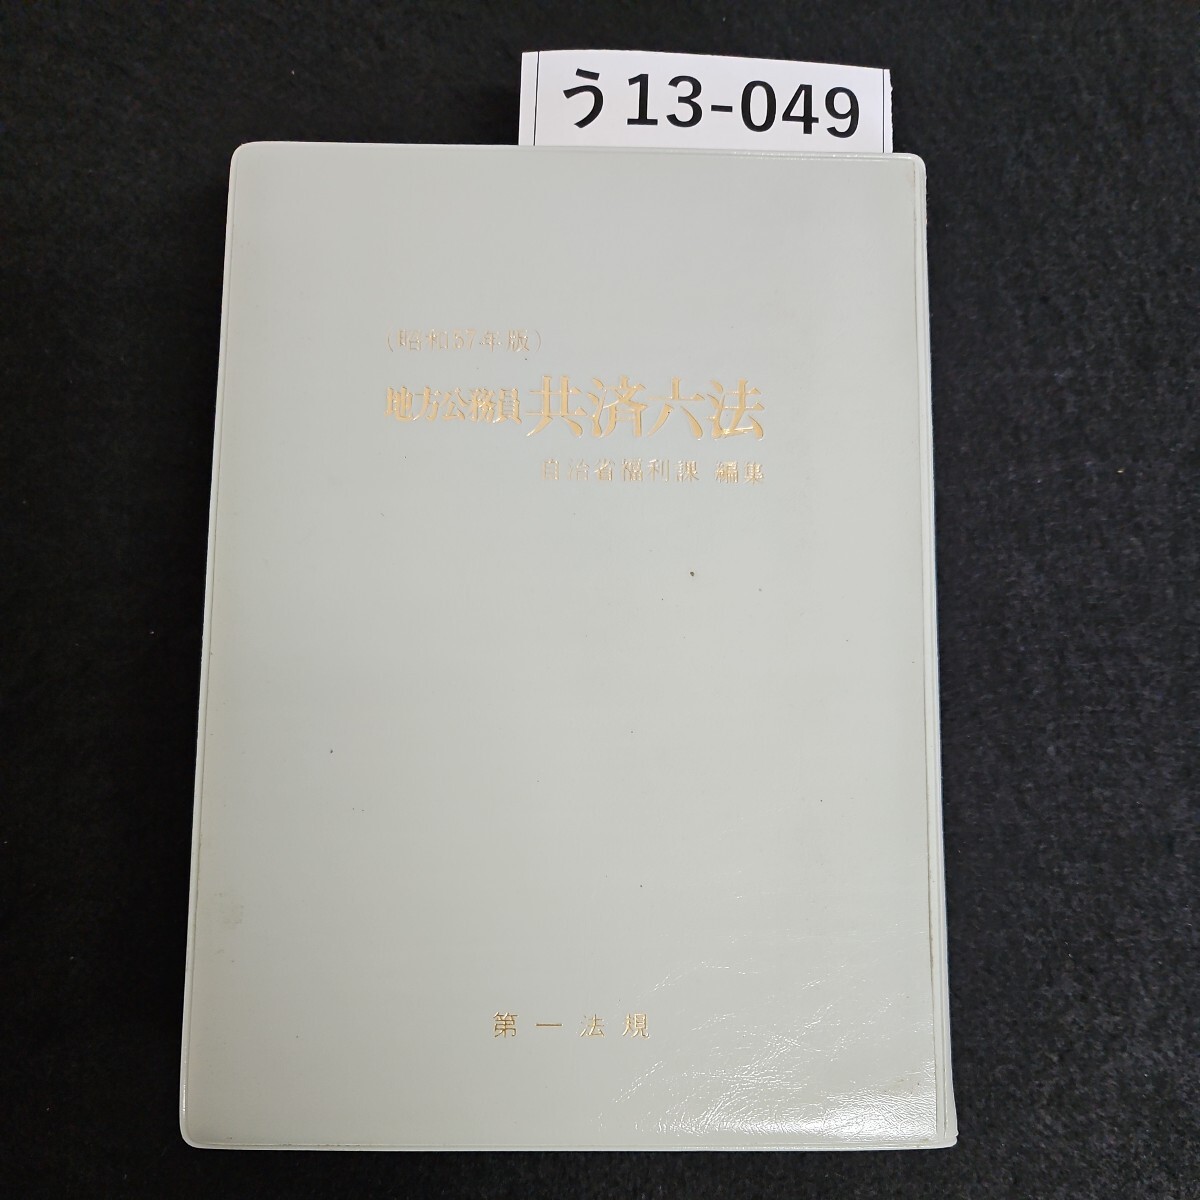 う13-049
(昭和57年版)
地方公務員 共済六法
自治省福利課 編集
第一法規